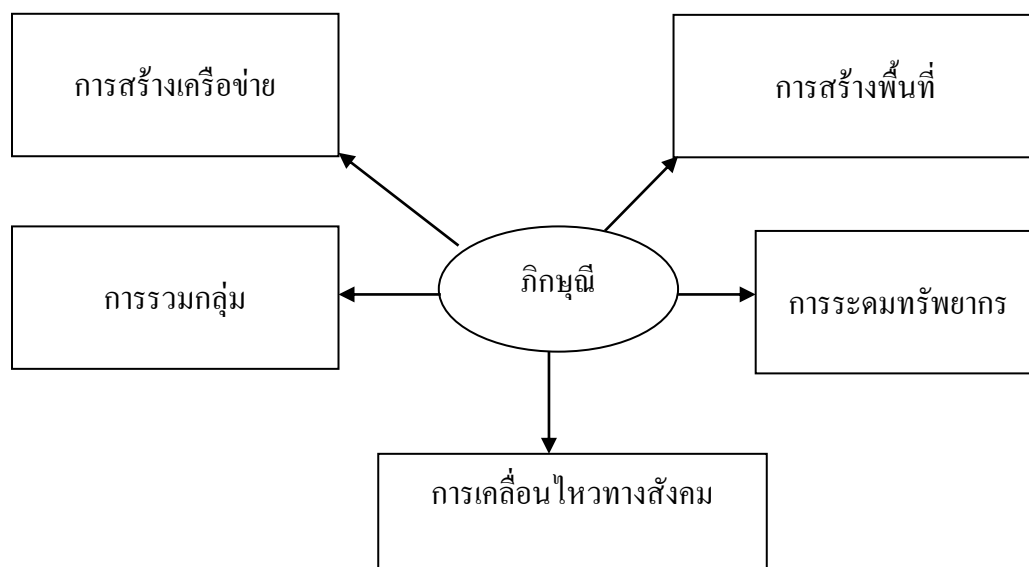 การสร้างเครือข่าย
การสร้างพื้นที่
ภิกษุณี
การรวมกลุ่ม
การระดมทรัพยากร
การเคลื่อนไหวทางสังคม